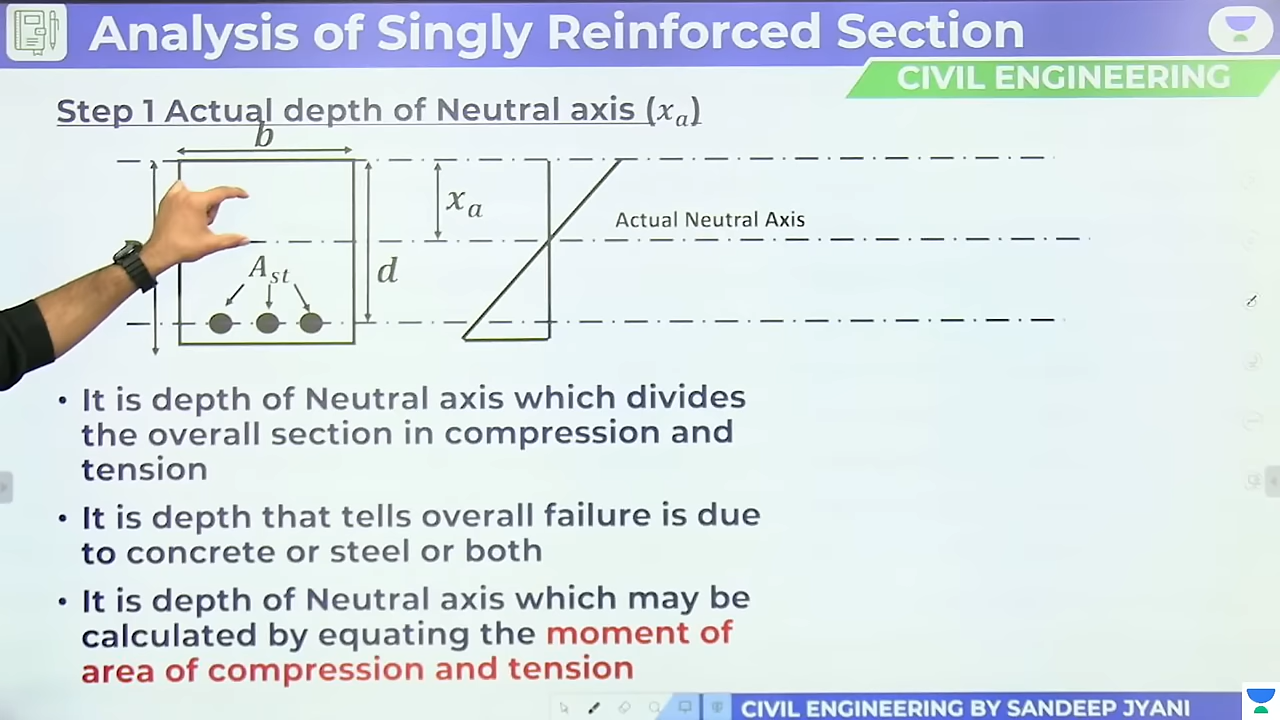 Analysis of Singly Reinforced Section
CIVIL ENGINEERING
Step 1 Actual depth of Neutral axis (xₐ)
b
xₐ
Actual Neutral Axis
Aₛₜ
d
• It is depth of Neutral axis which divides
the overall section in compression and
tension
• It is depth that tells overall failure is due
to concrete or steel or both
• It is depth of Neutral axis which may be
calculated by equating the moment of
area of compression and tension
CIVIL ENGINEERING BY SANDEEP JYANI